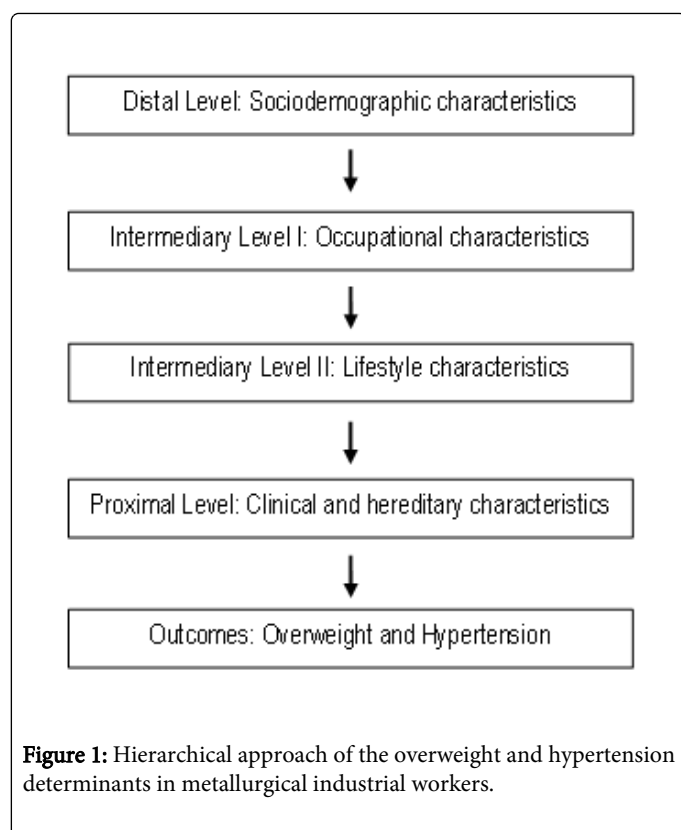 Distal Level: Sociodemographic characteristics
Intermediary Level I: Occupational characteristics
Intermediary Level II: Lifestyle characteristics
Proximal Level: Clinical and hereditary characteristics
Outcomes: Overweight and Hypertension
Figure 1: Hierarchical approach of the overweight and hypertension
determinants in metallurgical industrial workers.